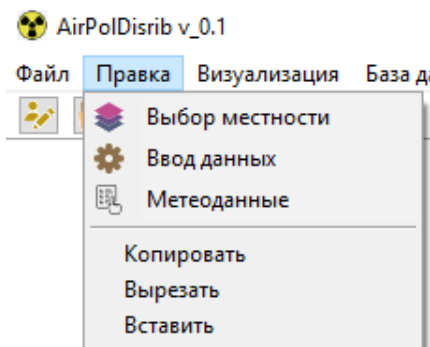 AirPolDisrib v_0.1
Файл Правка Визуализация База
Выбор местности
Ввод данных
Метеоданные
Копировать
Вырезать
Вставить